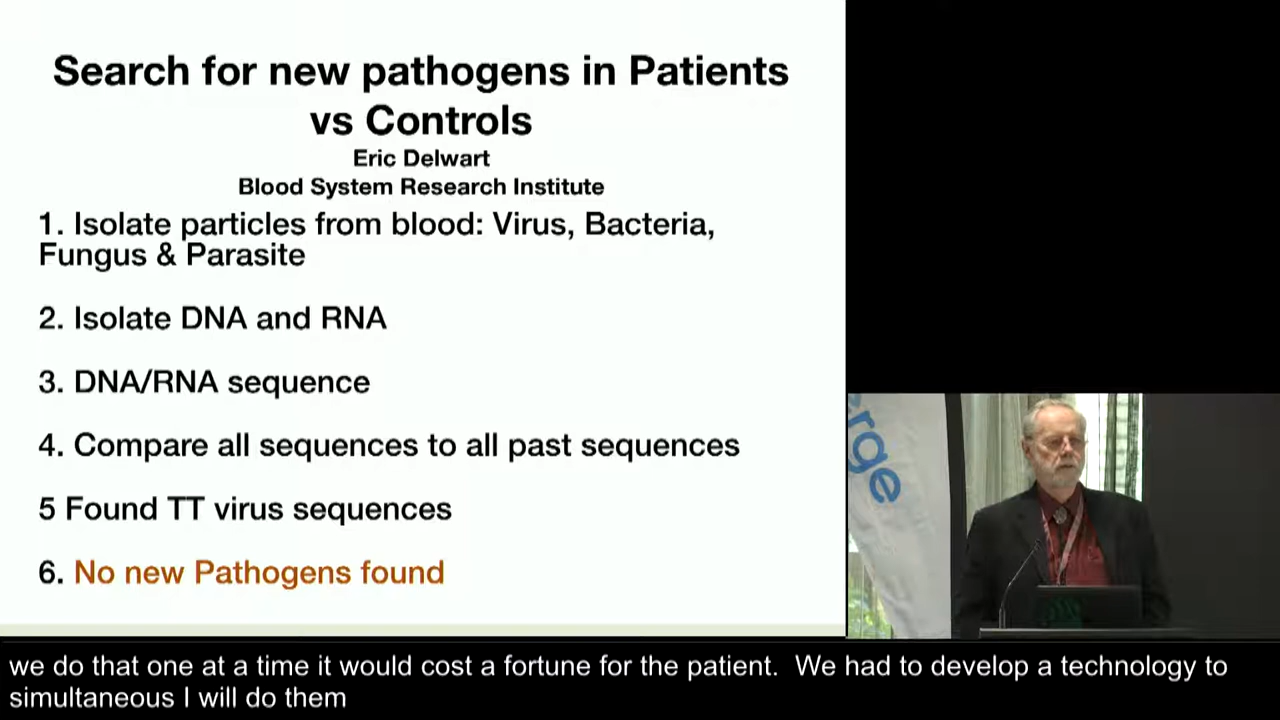 Search for new pathogens in Patients
vs Controls
Eric Delwart
Blood System Research Institute
1. Isolate particles from blood: Virus, Bacteria,
Fungus & Parasite
2. Isolate DNA and RNA
3. DNA/RNA sequence
4. Compare all sequences to all past sequences
5 Found TT virus sequences
6. No new Pathogens found
erge
we do that one at a time it would cost a fortune for the patient.  We had to develop a technology to
simultaneous I will do them